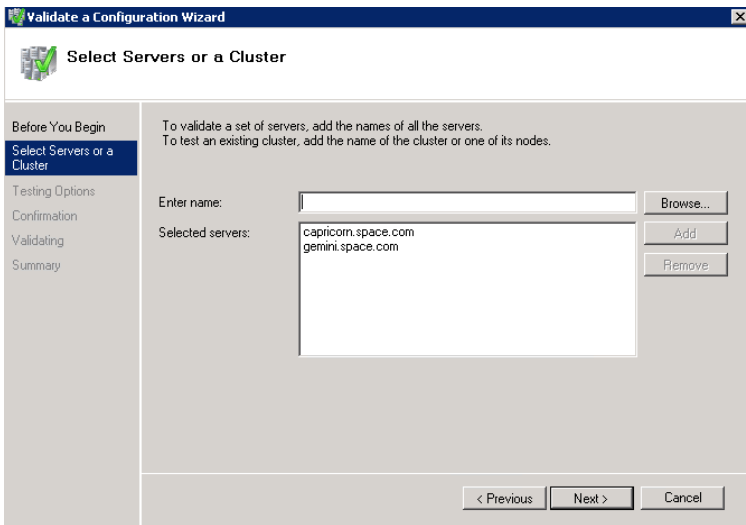 Validate a Configuration Wizard
Select Servers or a Cluster
Before You Begin
Select Servers or a
Cluster
Testing Options
Confirmation
Validating
Summary
To validate a set of servers, add the names of all the servers.
To test an existing cluster, add the name of the cluster or one of its nodes.
Enter name:
Browse...
Selected servers:
capricorn.space.com
gemini.space.com
Add
Remove
< Previous
Next >
Cancel